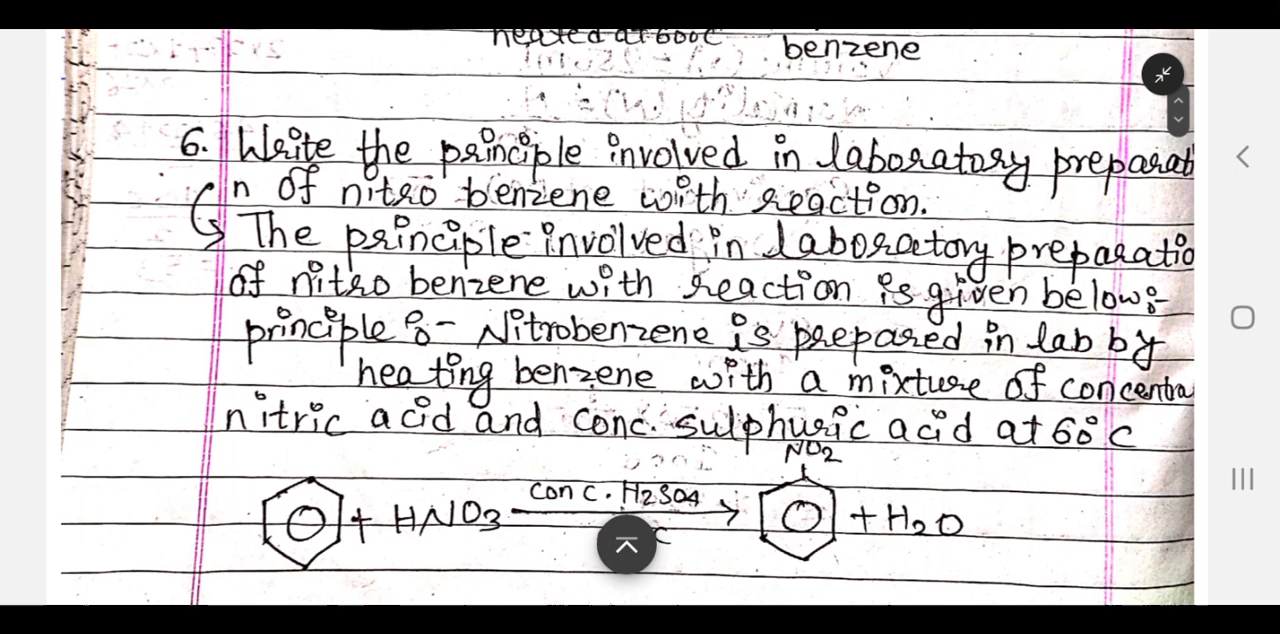 heated at 600c benzene
6. Write the principle involved in laboratory preparat
n of nitro benzene with reaction.
The principle involved in laboratory preparatio
of nitro benzene with reaction is given below:-
principle :- Nitrobenzene is prepared in lab by
heating benzene with a mixture of concentra
nitric acid and conc. sulphuric acid at 60°C
NO2
conc. H2SO4
+ HNO3 → + H2O
c